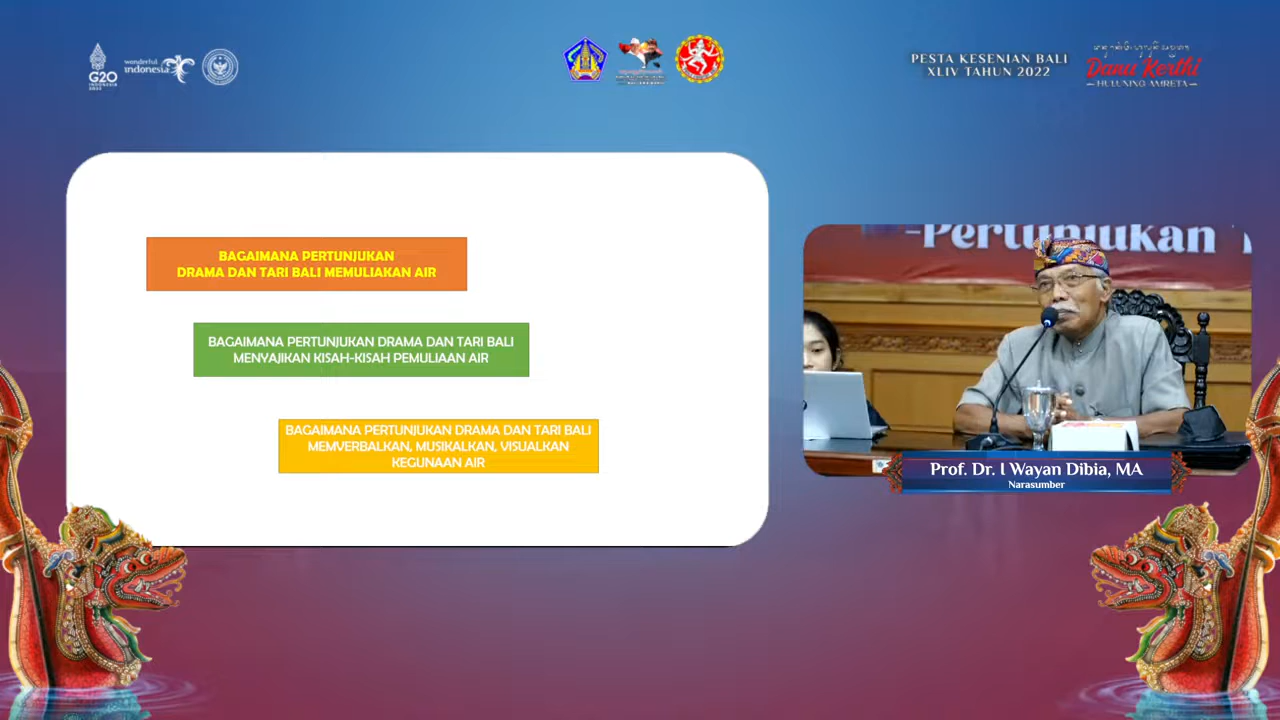 G20
INDONESIA
2022
wonderful
indonesia
PESTA KESENIAN BALI
XLIV TAHUN 2022
Danu Kerthi
HULUNING AMRETA
BAGAIMANA PERTUNJUKAN
DRAMA DAN TARI BALI MEMULIAKAN AIR
BAGAIMANA PERTUNJUKAN DRAMA DAN TARI BALI
MENYAJIKAN KISAH-KISAH PEMULIAAN AIR
BAGAIMANA PERTUNJUKAN DRAMA DAN TARI BALI
MEMVERBALKAN, MUSIKALKAN, VISUALKAN
KEGUNAAN AIR
-Pertunjukan
Prof. Dr. I Wayan Dibia, MA
Narasumber